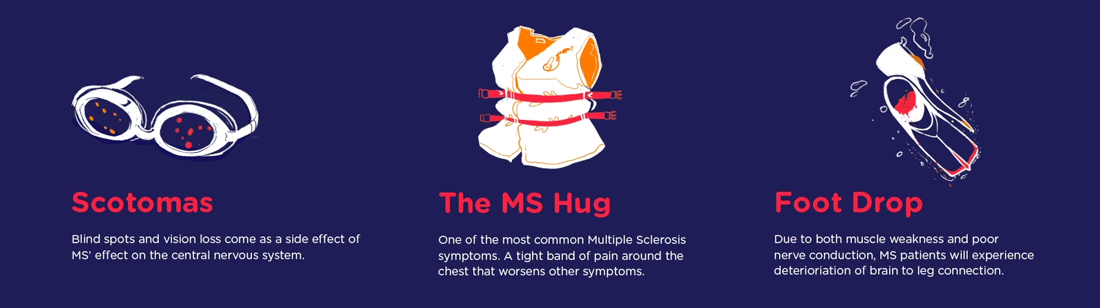 Scotomas
Blind spots and vision loss come as a side effect of
MS' effect on the central nervous system.
The MS Hug
One of the most common Multiple Sclerosis
symptoms. A tight band of pain around the
chest that worsens other symptoms.
Foot Drop
Due to both muscle weakness and poor
nerve conduction, MS patients will experience
deterioriation of brain to leg connection.